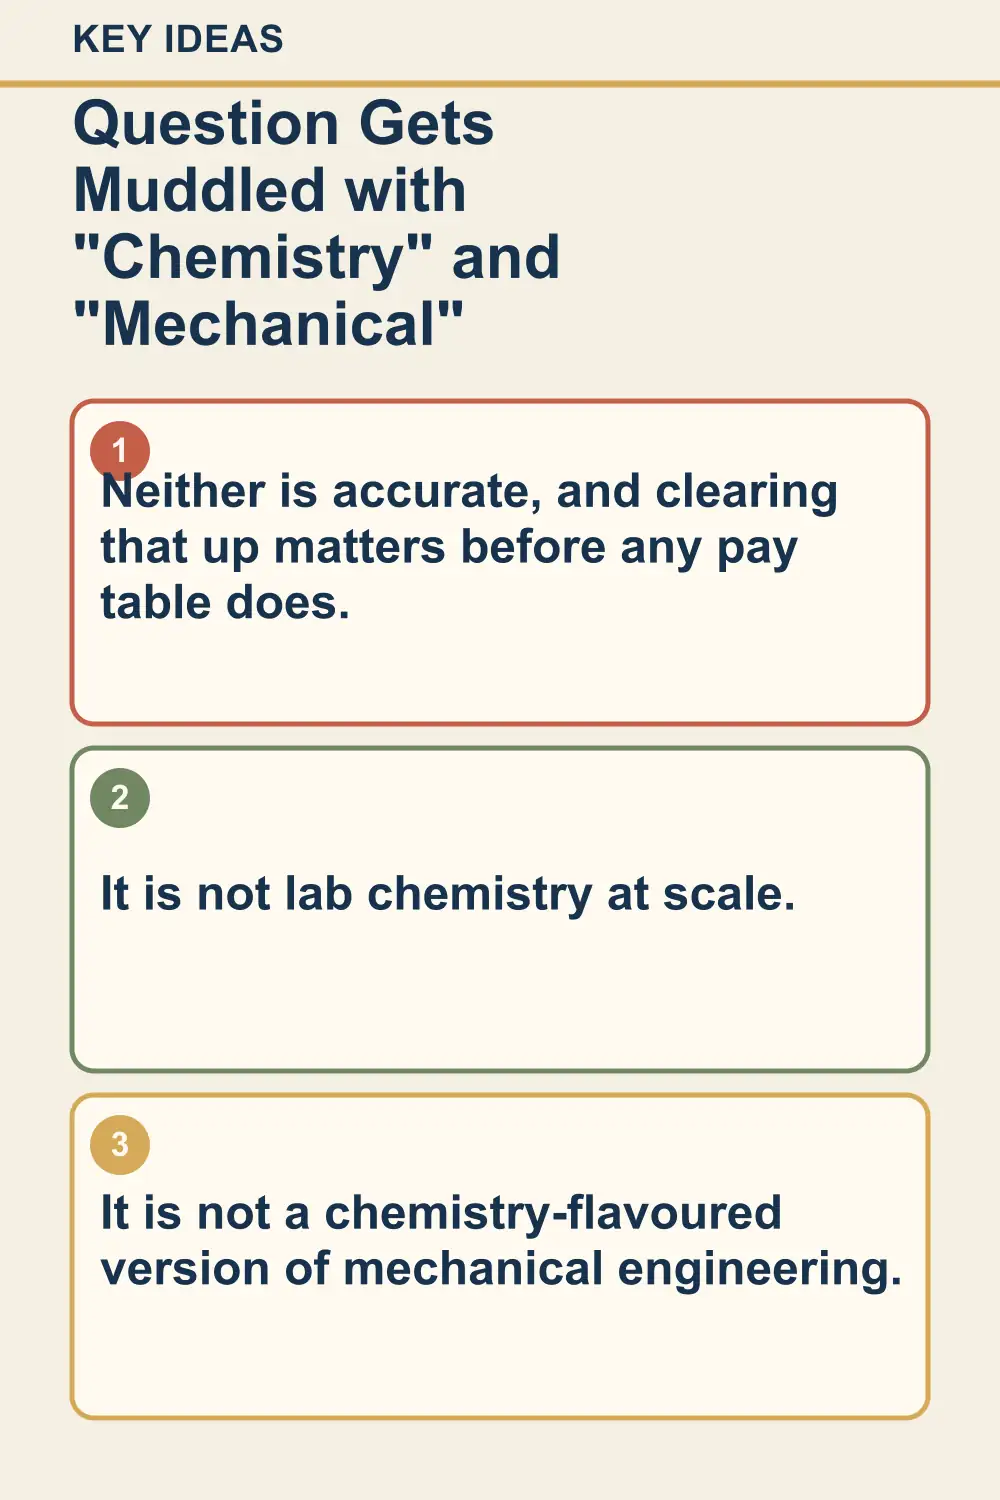 KEY IDEAS
Question Gets
Muddled with
"Chemistry" and
"Mechanical"
1
Neither is accurate, and clearing
that up matters before any pay
table does.
2
It is not lab chemistry at scale.
3
It is not a chemistry-flavoured
version of mechanical engineering.